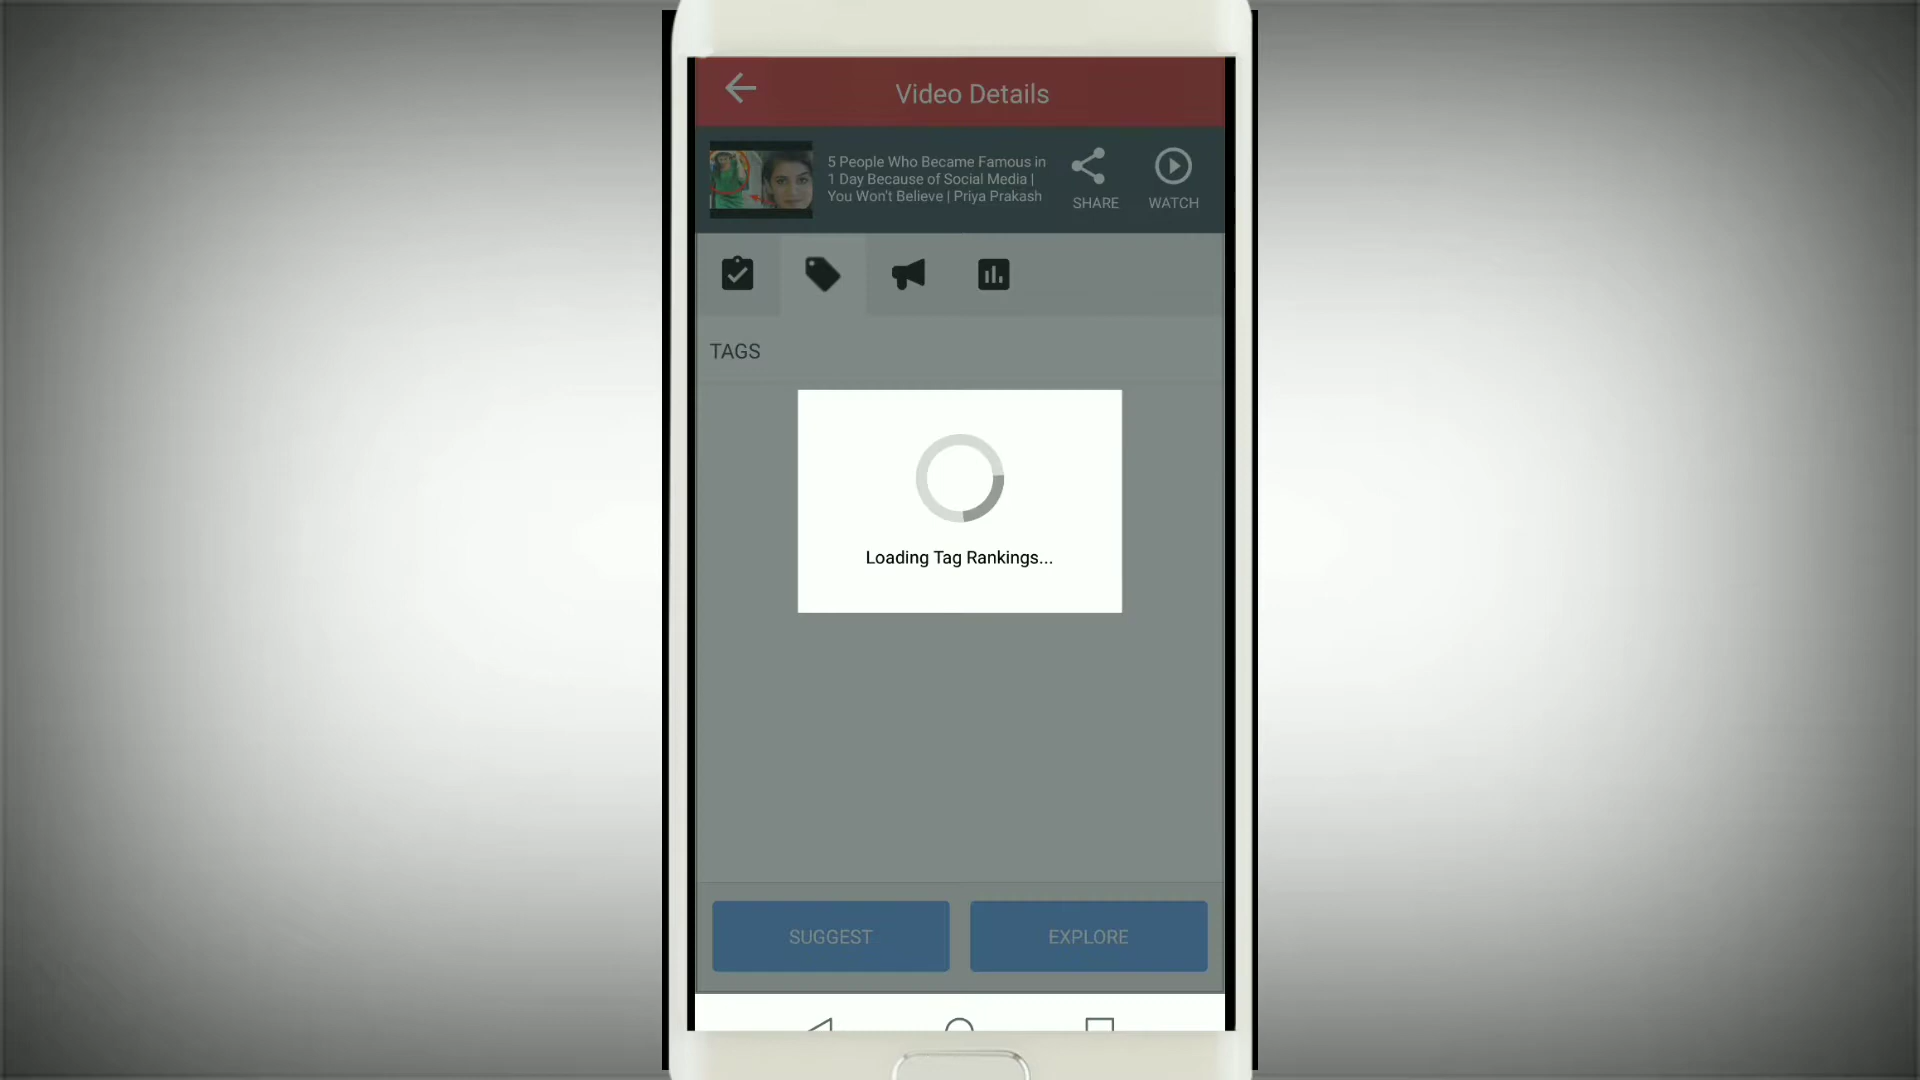 Video Details
5 People Who Became Famous in
1 Day Because of Social Media |
You Won't Believe | Priya Prakash
SHARE
WATCH
TAGS
Loading Tag Rankings...
SUGGEST
EXPLORE